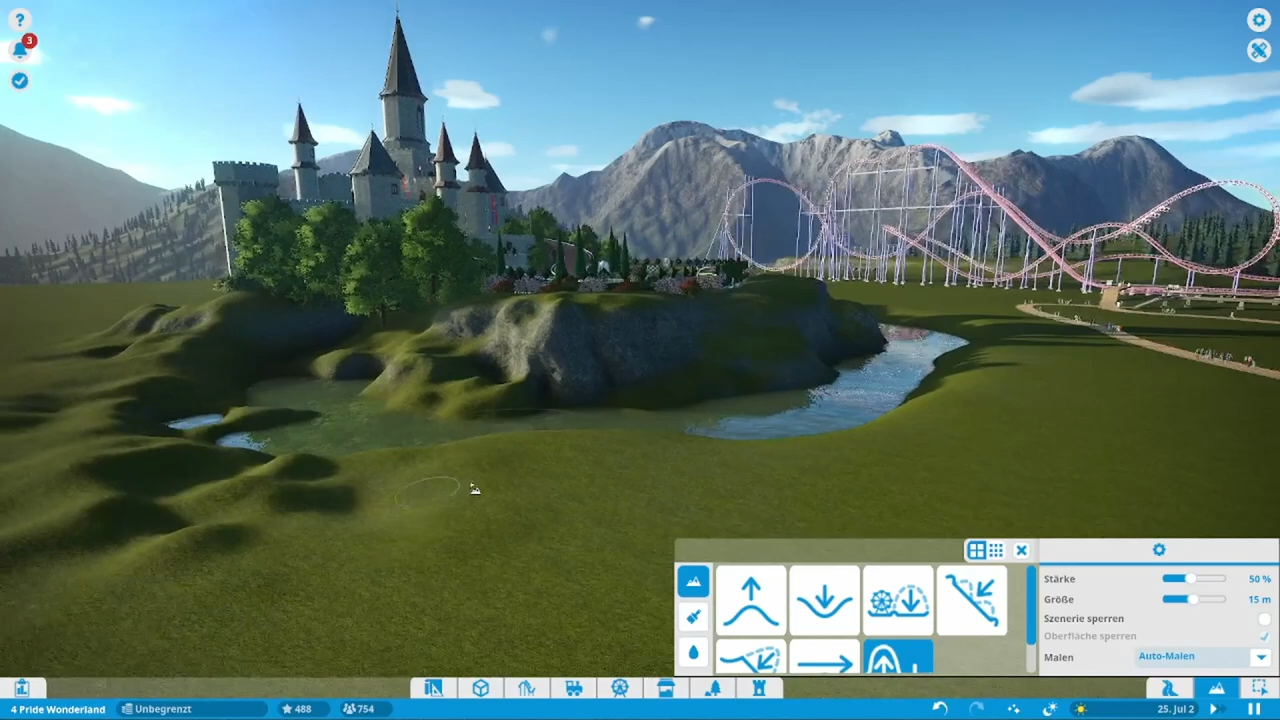 ?
3
Stärke
50 %
Größe
15 m
Szenerie sperren
Oberfläche sperren
Malen
Auto-Malen
4 Pride Wonderland
Unbegrenzt
488
754
25. Jul 2